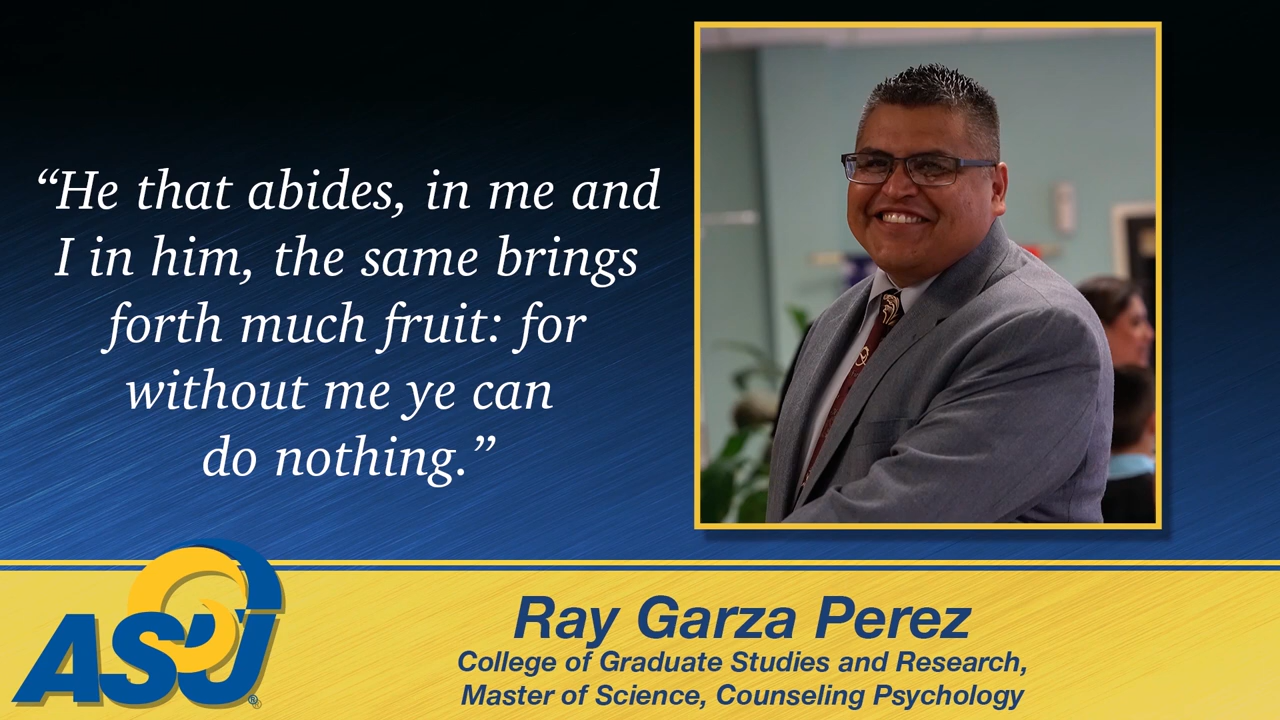 “He that abides, in me and
I in him, the same brings
forth much fruit: for
without me ye can
do nothing.”
ASU®
Ray Garza Perez
College of Graduate Studies and Research,
Master of Science, Counseling Psychology